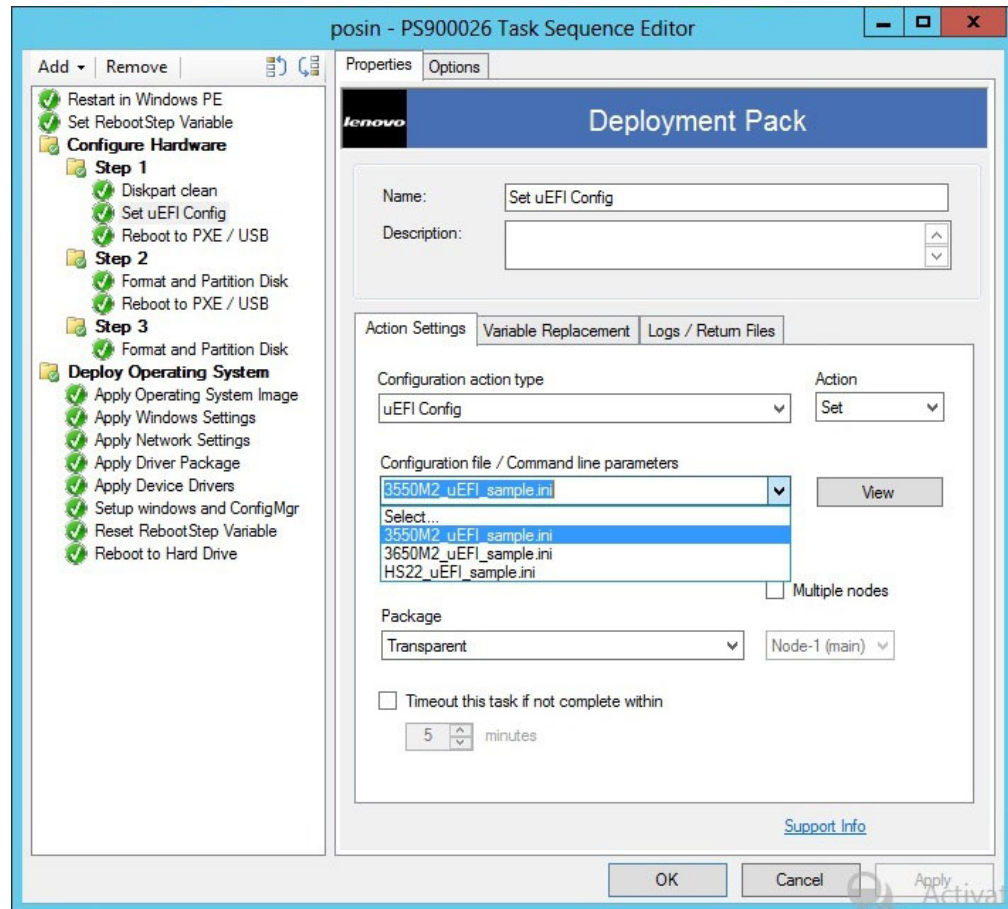 posin - PS900026 Task Sequence Editor
Add Remove
Restart in Windows PE
Set RebootStep Variable
Configure Hardware
Step 1
Diskpart clean
Set uEFI Config
Reboot to PXE / USB
Step 2
Format and Partition Disk
Reboot to PXE / USB
Step 3
Format and Partition Disk
Deploy Operating System
Apply Operating System Image
Apply Windows Settings
Apply Network Settings
Apply Driver Package
Apply Device Drivers
Setup windows and ConfigMgr
Reset RebootStep Variable
Reboot to Hard Drive
Properties Options
lenovo Deployment Pack
Name: Set uEFI Config
Description:
Action Settings Variable Replacement Logs / Return Files
Configuration action type Action
uEFI Config Set
Configuration file / Command line parameters
3550M2_uEFI_sample.ini View
Select...
3550M2_uEFI_sample.ini
3650M2_uEFI_sample.ini
HS22_uEFI_sample.ini
Multiple nodes
Package
Transparent Node-1 (main)
Timeout this task if not complete within
5 minutes
Support Info
OK Cancel Apply
Activat